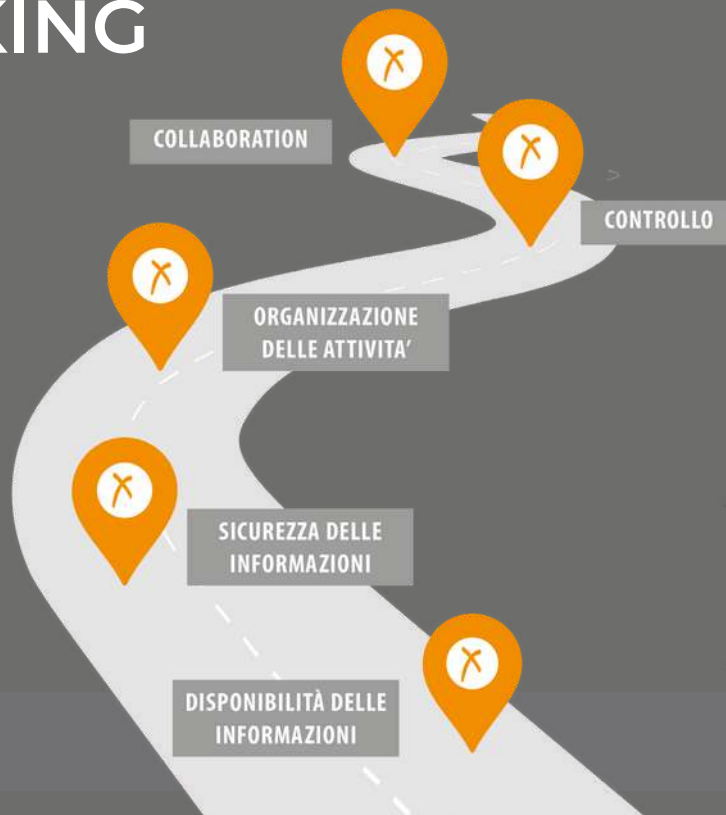 KING
COLLABORATION
CONTROLLO
ORGANIZZAZIONE
DELLE ATTIVITA’
SICUREZZA DELLE
INFORMAZIONI
DISPONIBILITÀ DELLE
INFORMAZIONI